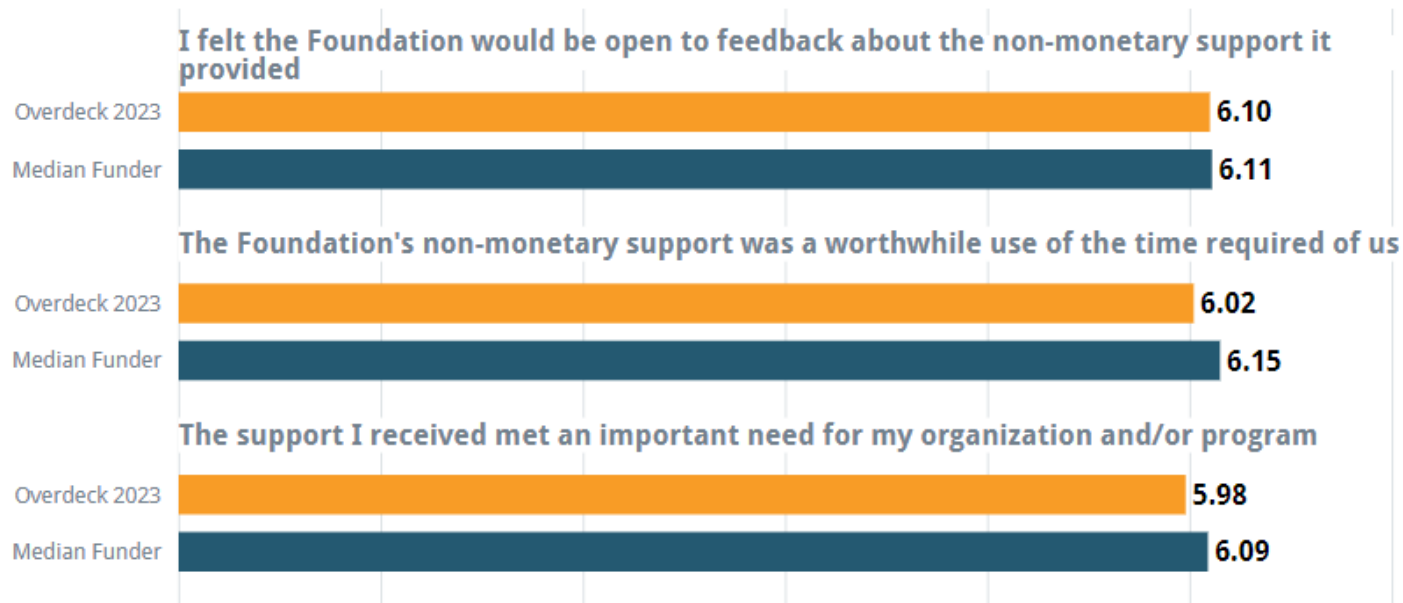 I felt the Foundation would be open to feedback about the non-monetary support it
provided
Overdeck 2023 6.10
Median Funder 6.11
The Foundation's non-monetary support was a worthwhile use of the time required of us
Overdeck 2023 6.02
Median Funder 6.15
The support I received met an important need for my organization and/or program
Overdeck 2023 5.98
Median Funder 6.09